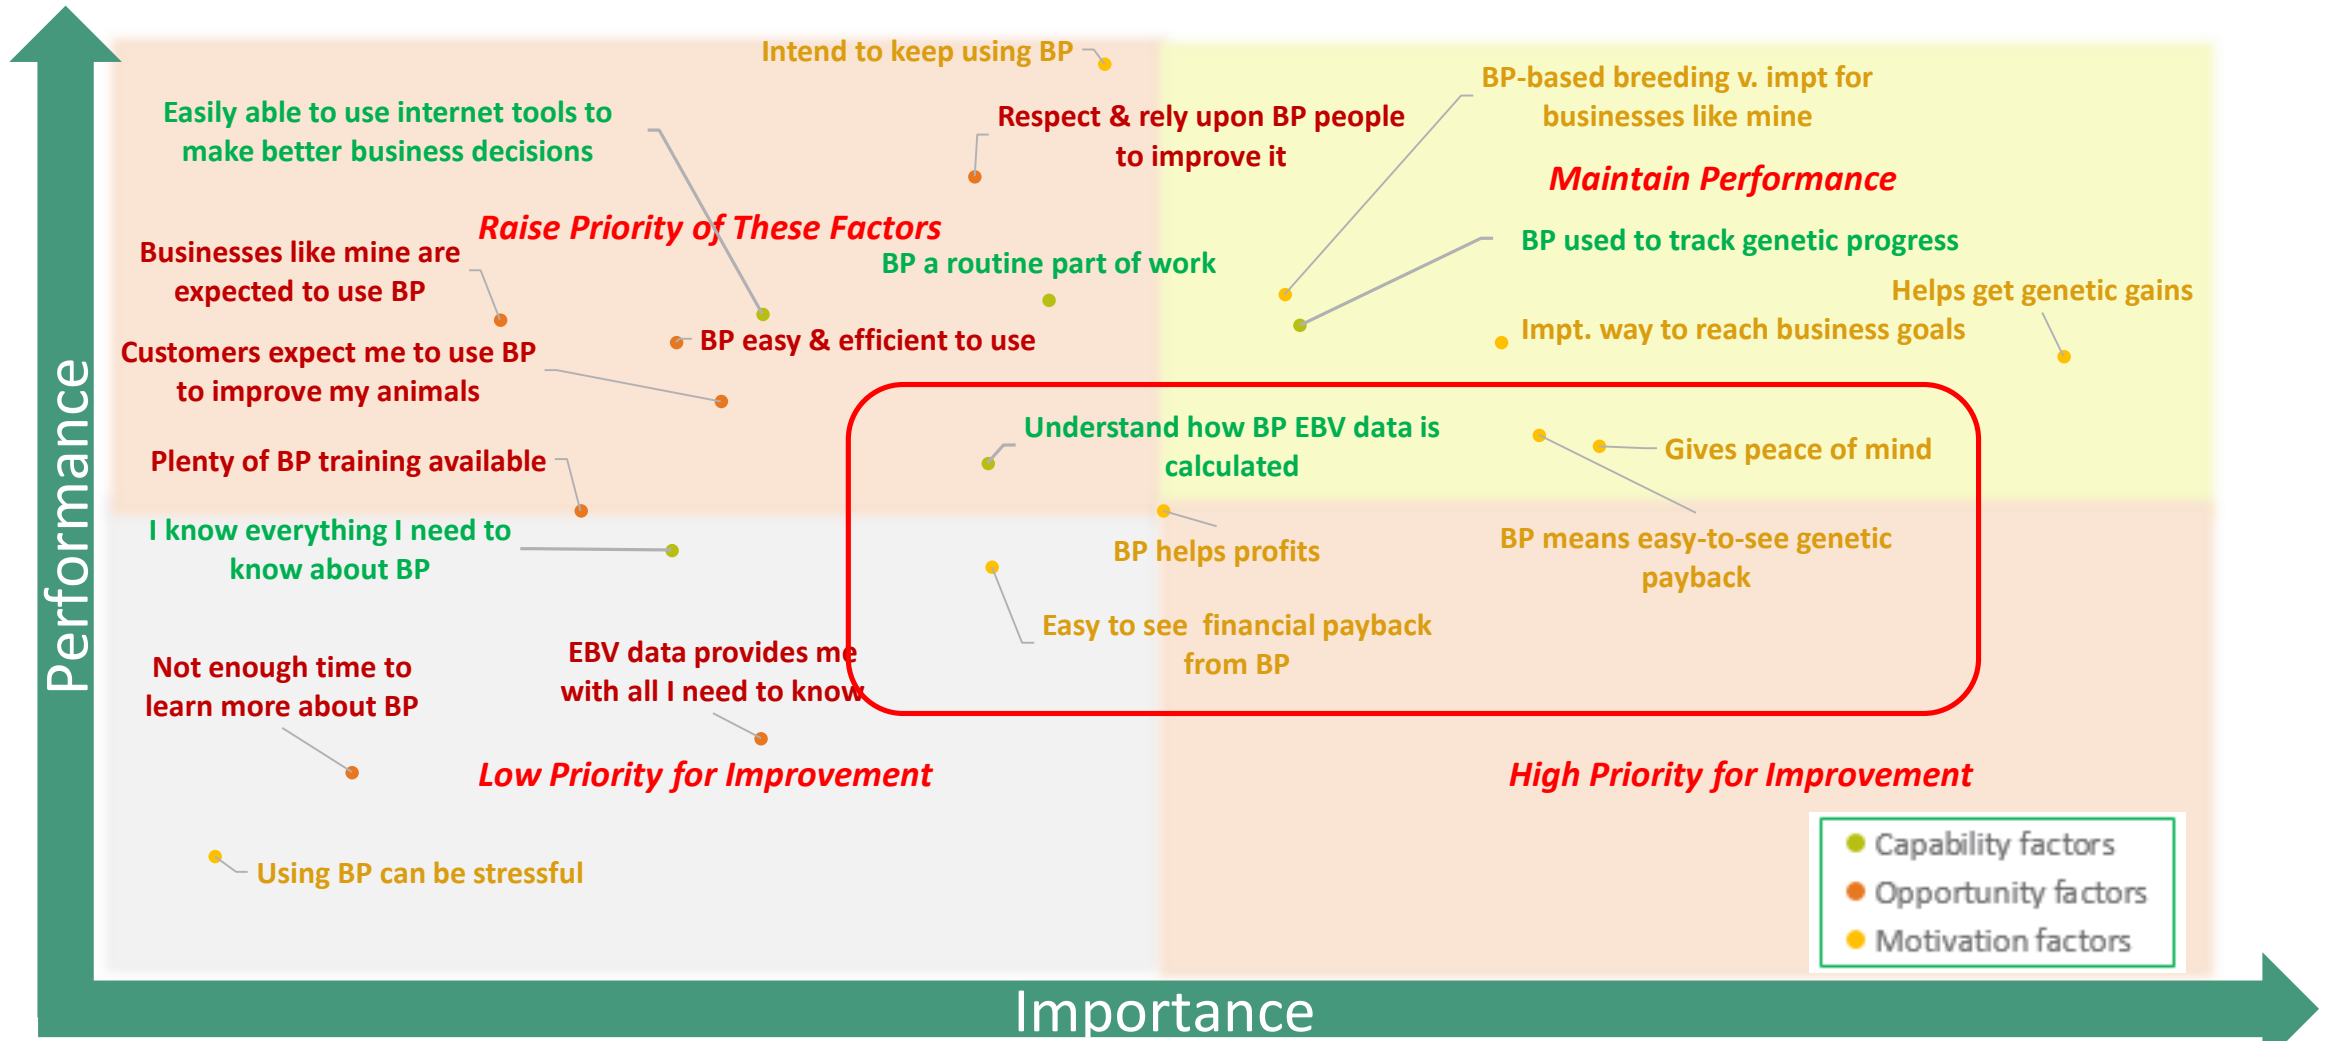 Intend to keep using BP
BP-based breeding v. impt for
businesses like mine
Easily able to use internet tools to
make better business decisions
Respect & rely upon BP people
to improve it
Maintain Performance
Raise Priority of These Factors
BP used to track genetic progress
Businesses like mine are
expected to use BP
BP a routine part of work
Helps get genetic gains
Impt. way to reach business goals
BP easy & efficient to use
Customers expect me to use BP
to improve my animals
Understand how BP EBV data is
calculated
Gives peace of mind
Plenty of BP training available
I know everything I need to
know about BP
BP helps profits
BP means easy-to-see genetic
payback
Easy to see  financial payback
from BP
EBV data provides me
with all I need to know
Not enough time to
learn more about BP
Low Priority for Improvement
High Priority for Improvement
Using BP can be stressful
Capability factors
Opportunity factors
Motivation factors
Performance
Importance